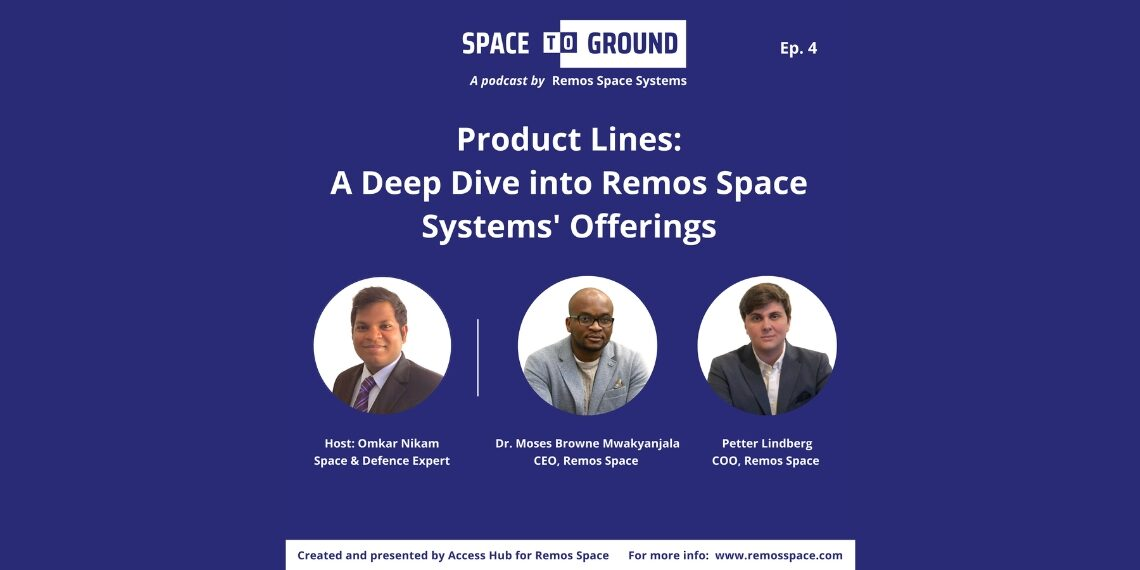 SPACE TO GROUND
Ep. 4
A podcast by Remos Space Systems
Product Lines:
A Deep Dive into Remos Space
Systems' Offerings
Host: Omkar Nikam
Space & Defence Expert
Dr. Moses Browne Mwakyanjala
CEO, Remos Space
Petter Lindberg
COO, Remos Space
Created and presented by Access Hub for Remos Space
For more info: www.remosspace.com